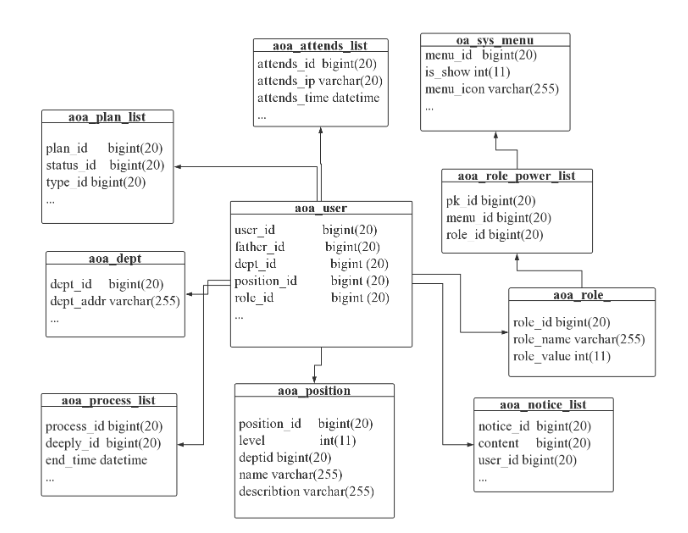 aoa_attends_list
attends_id bigint(20)
attends_ip varchar(20)
attends_time datetime
...
oa_sys_menu
menu_id bigint(20)
is_show int(11)
menu_icon varchar(255)
...
aoa_plan_list
plan_id bigint(20)
status_id bigint(20)
type_id bigint(20)
...
aoa_role_power_list
pk_id bigint(20)
menu_id bigint(20)
role_id bigint(20)
aoa_user
user_id bigint(20)
father_id bigint(20)
dept_id bigint (20)
position_id bigint (20)
role_id bigint (20)
...
aoa_dept
dept_id bigint(20)
dept_addr varchar(255)
...
aoa_role_
role_id bigint(20)
role_name varchar(255)
role_value int(11)
aoa_process_list
process_id bigint(20)
deeply_id bigint(20)
end_time datetime
...
aoa_position
position_id bigint(20)
level int(11)
deptid bigint(20)
name varchar(255)
describtion varchar(255)
aoa_notice_list
notice_id bigint(20)
content bigint(20)
user_id bigint(20)
...